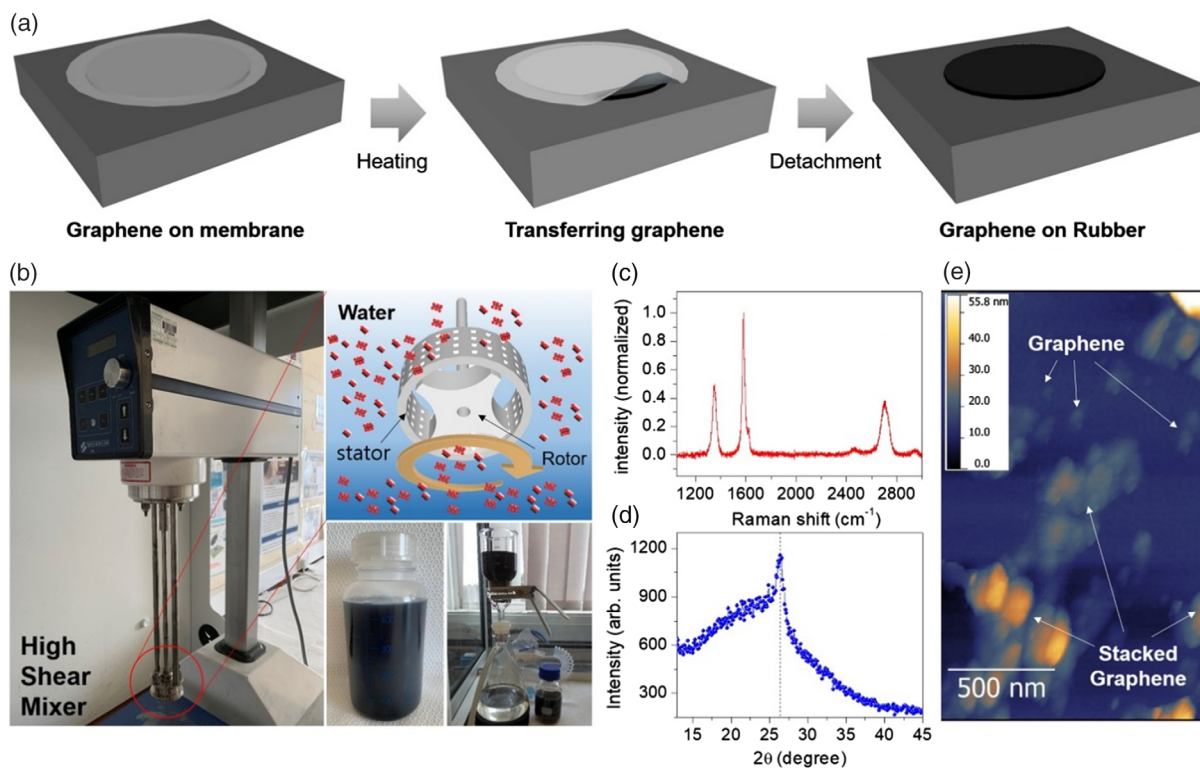 (a)
Heating
Detachment
Graphene on membrane
Transferring graphene
Graphene on Rubber
(b)
High
Shear
Mixer
Water
stator
Rotor
(c)
intensity (normalized)
1.0
0.8
0.6
0.4
0.2
0.0
1200 1600 2000 2400 2800
Raman shift (cm⁻¹)
(d)
Intensity (arb. units)
1200
900
600
300
15 20 25 30 35 40 45
2θ (degree)
(e)
55.8 nm
40.0
30.0
20.0
10.0
0.0
Graphene
Stacked
Graphene
500 nm